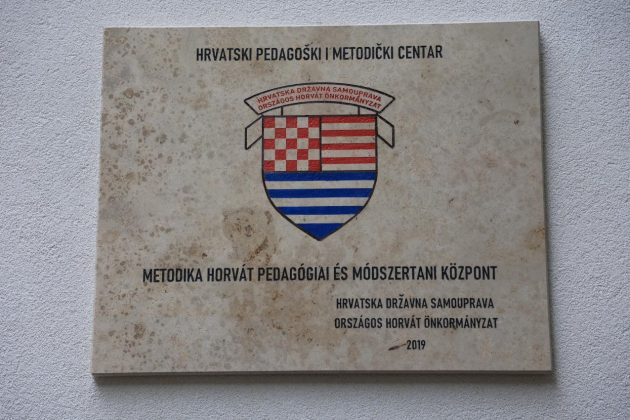 HRVATSKI PEDAGOŠKI I METODIČKI CENTAR
HRVATSKA DRŽAVNA SAMOUPRAVA
ORSZÁGOS HORVÁT ÖNKORMÁNYZAT
METODIKA HORVÁT PEDAGÓGIAI ÉS MÓDSZERTANI KÖZPONT
HRVATSKA DRŽAVNA SAMOUPRAVA
ORSZÁGOS HORVÁT ÖNKORMÁNYZAT
2019